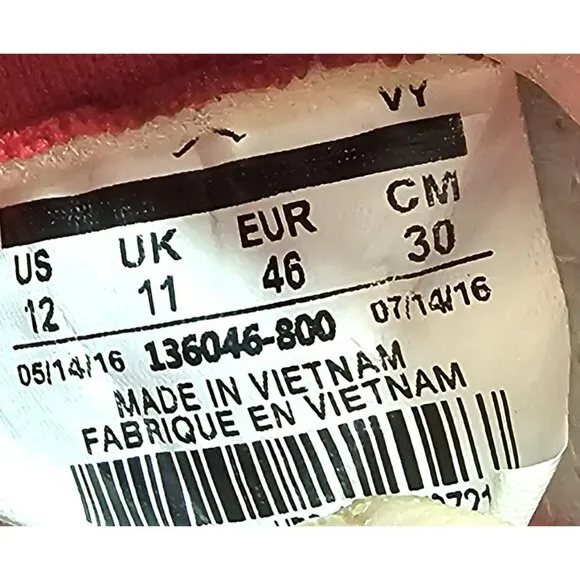 VY
US UK EUR CM
12 11 46 30
05/14/16 136046-800 07/14/16
MADE IN VIETNAM
FABRIQUE EN VIETNAM